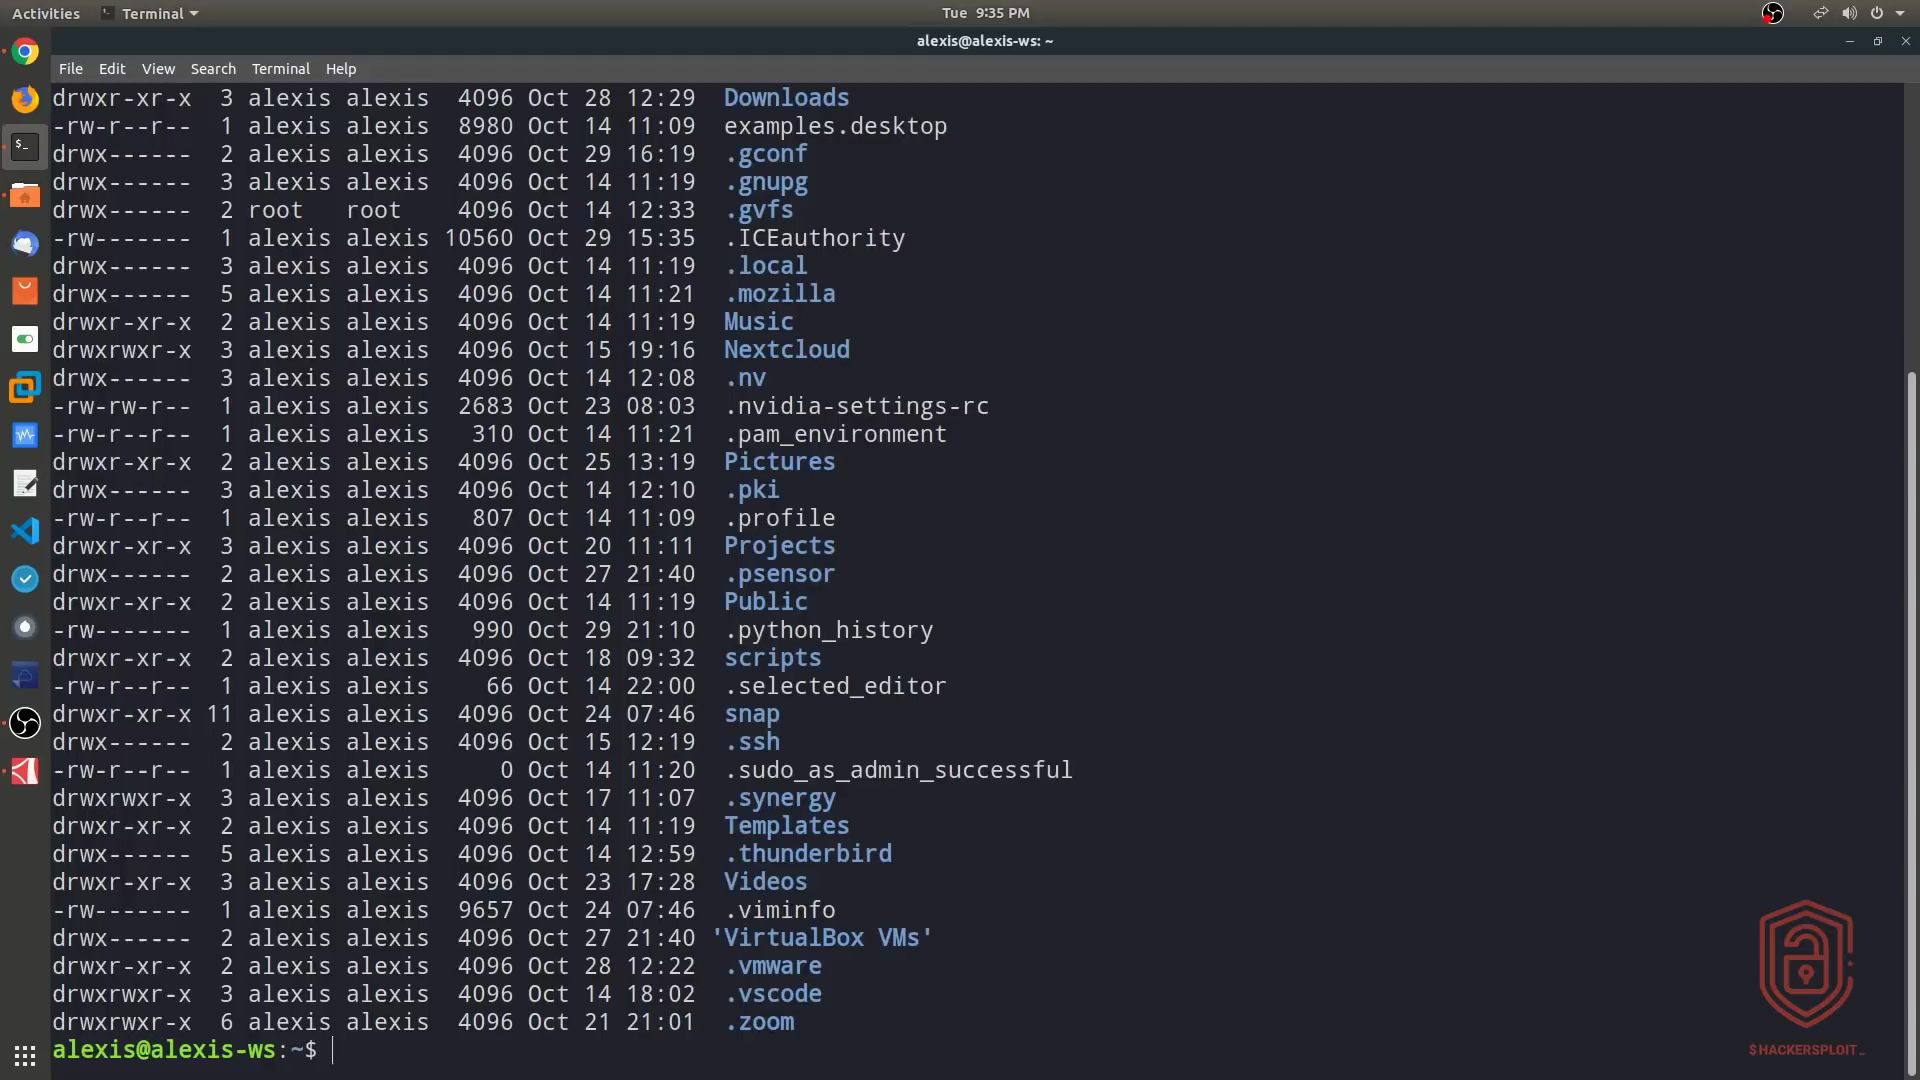 Activities Terminal Tue 9:35 PM
alexis@alexis-ws: ~
File Edit View Search Terminal Help
drwxr-xr-x 3 alexis alexis 4096 Oct 28 12:29 Downloads
-rw-r--r-- 1 alexis alexis 8980 Oct 14 11:09 examples.desktop
drwx------ 2 alexis alexis 4096 Oct 29 16:19 .gconf
drwx------ 3 alexis alexis 4096 Oct 14 11:19 .gnupg
drwx------ 2 root root 4096 Oct 14 12:33 .gvfs
-rw------- 1 alexis alexis 10560 Oct 29 15:35 .ICEauthority
drwx------ 3 alexis alexis 4096 Oct 14 11:19 .local
drwx------ 5 alexis alexis 4096 Oct 14 11:21 .mozilla
drwxr-xr-x 2 alexis alexis 4096 Oct 14 11:19 Music
drwxrwxr-x 3 alexis alexis 4096 Oct 15 19:16 Nextcloud
drwx------ 3 alexis alexis 4096 Oct 14 12:08 .nv
-rw-rw-r-- 1 alexis alexis 2683 Oct 23 08:03 .nvidia-settings-rc
-rw-r--r-- 1 alexis alexis 310 Oct 14 11:21 .pam_environment
drwxr-xr-x 2 alexis alexis 4096 Oct 25 13:19 Pictures
drwx------ 3 alexis alexis 4096 Oct 14 12:10 .pki
-rw-r--r-- 1 alexis alexis 807 Oct 14 11:09 .profile
drwxr-xr-x 3 alexis alexis 4096 Oct 20 11:11 Projects
drwx------ 2 alexis alexis 4096 Oct 27 21:40 .psensor
drwxr-xr-x 2 alexis alexis 4096 Oct 14 11:19 Public
-rw------- 1 alexis alexis 990 Oct 29 21:10 .python_history
drwxr-xr-x 2 alexis alexis 4096 Oct 18 09:32 scripts
-rw-r--r-- 1 alexis alexis 66 Oct 14 22:00 .selected_editor
drwxr-xr-x 11 alexis alexis 4096 Oct 24 07:46 snap
drwx------ 2 alexis alexis 4096 Oct 15 12:19 .ssh
-rw-r--r-- 1 alexis alexis 0 Oct 14 11:20 .sudo_as_admin_successful
drwxrwxr-x 3 alexis alexis 4096 Oct 17 11:07 .synergy
drwxr-xr-x 2 alexis alexis 4096 Oct 14 11:19 Templates
drwx------ 5 alexis alexis 4096 Oct 14 12:59 .thunderbird
drwxr-xr-x 3 alexis alexis 4096 Oct 23 17:28 Videos
-rw------- 1 alexis alexis 9657 Oct 24 07:46 .viminfo
drwx------ 2 alexis alexis 4096 Oct 27 21:40 'VirtualBox VMs'
drwxr-xr-x 2 alexis alexis 4096 Oct 28 12:22 .vmware
drwxrwxr-x 3 alexis alexis 4096 Oct 14 18:02 .vscode
drwxrwxr-x 6 alexis alexis 4096 Oct 21 21:01 .zoom
alexis@alexis-ws:~$
$HACKERSPLOIT_